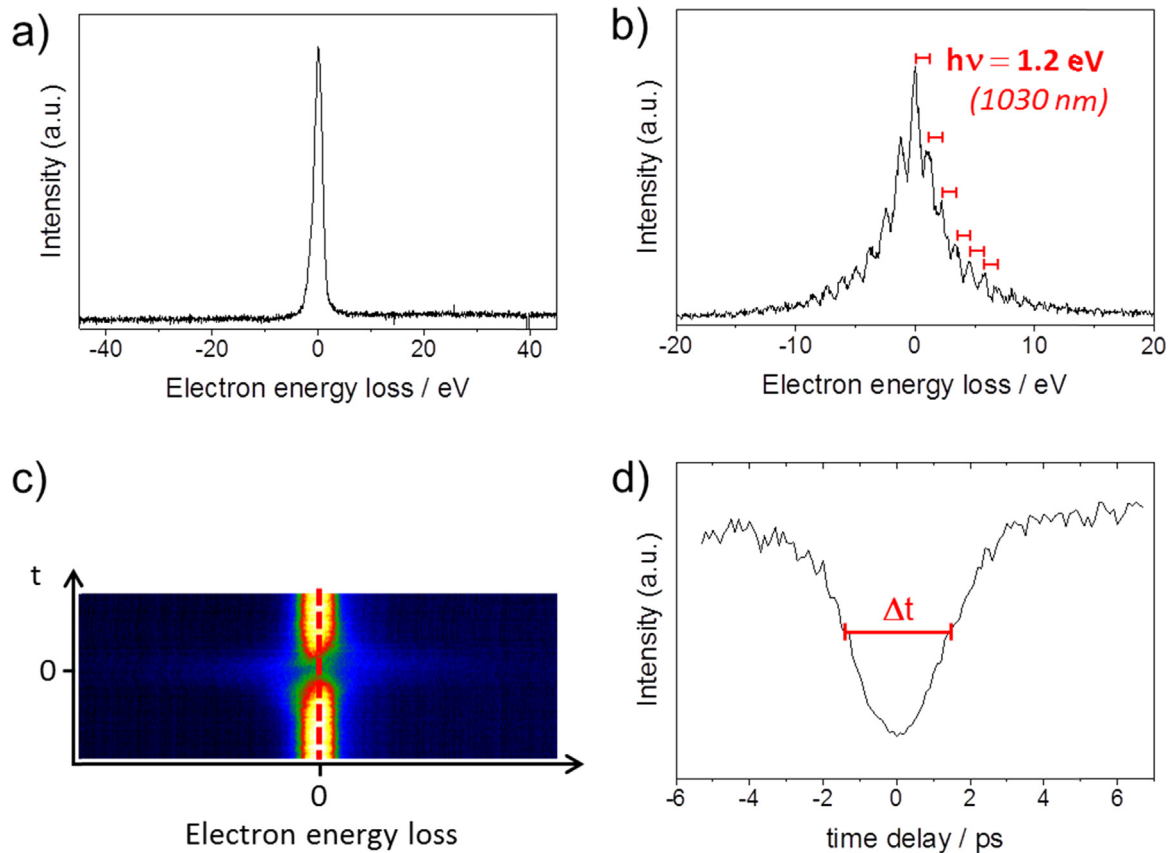 a)
Intensity (a.u.)
-40 -20 0 20 40
Electron energy loss / eV
b)
hν = 1.2 eV
(1030 nm)
Intensity (a.u.)
-20 -10 0 10 20
Electron energy loss / eV
c)
t
0
0
Electron energy loss
d)
Δt
Intensity (a.u.)
-6 -4 -2 0 2 4 6
time delay / ps